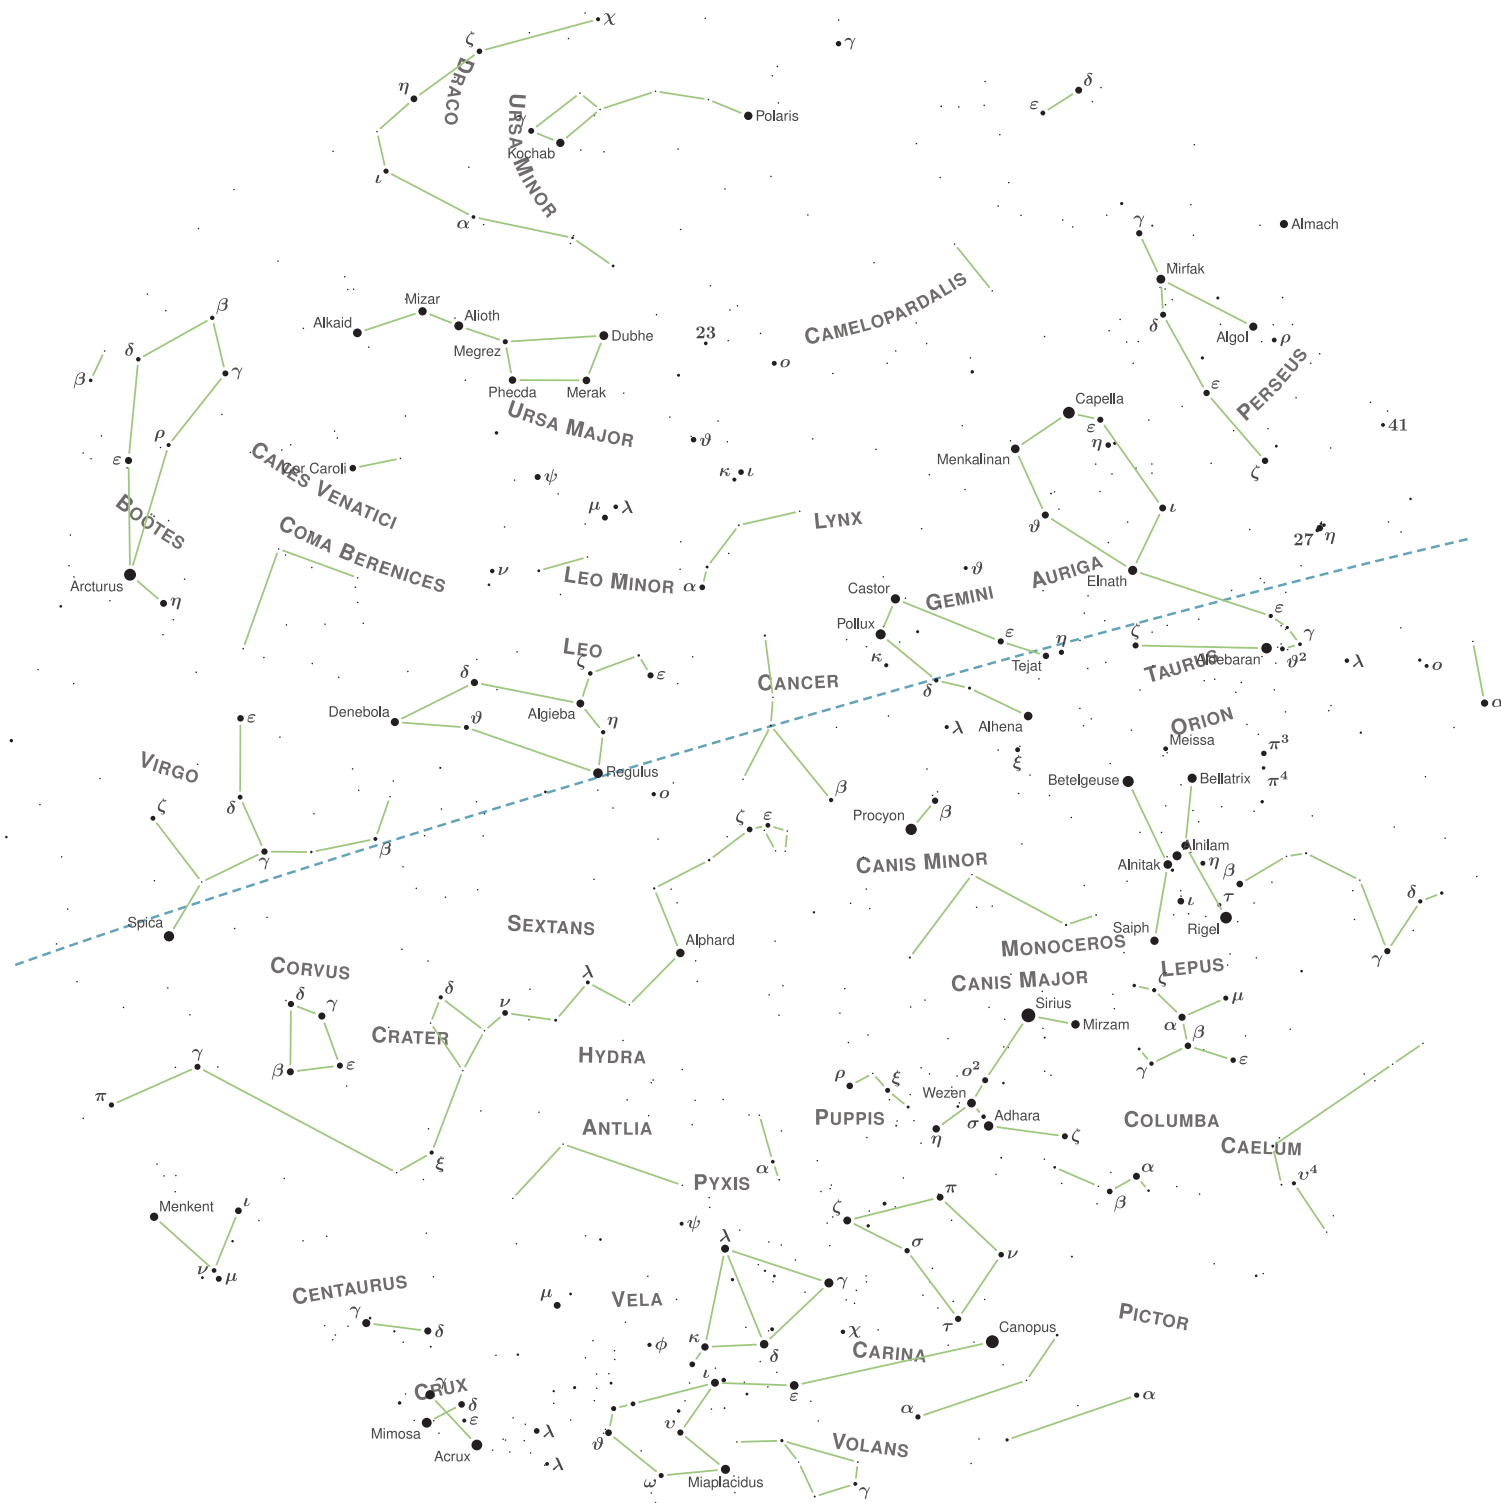 χ
ζ
γ
DRACO
η
δ
ε
URSA MINOR
γ
Polaris
Kochab
ι
α
γ
Almach
Mirfak
CAMELOPARDALIS
β
Mizar
Alioth
Alkaid
δ
Algol
ρ
Dubhe
23
Megrez
δ
o
γ
β
Phecda
Merak
ε
PERSEUS
Capella
URSA MAJOR
ε
41
ρ
ϑ
η
Menkalinan
ε
CANES VENATICI
Cor Caroli
ψ
κ
ι
ζ
BOÖTES
μ
λ
LYNX
ι
ϑ
COMA BERENICES
27
η
ν
LEO MINOR
ϑ
AURIGA
Elnath
Arcturus
α
Castor
GEMINI
η
ε
Pollux
ε
η
ζ
γ
LEO
κ
Tejat
TAURUS
Aldebaran
ϑ2
λ
o
ζ
δ
ε
CANCER
δ
α
Denebola
ϑ
Algieba
η
ε
λ
Alhena
ORION
Meissa
π3
VIRGO
Regulus
ξ
π4
Betelgeuse
Bellatrix
o
β
ζ
δ
Procyon
β
ζ
ε
γ
β
Alnilam
CANIS MINOR
Alnitak
η
β
δ
τ
ι
Spica
SEXTANS
Saiph
Rigel
Alphard
MONOCEROS
γ
CORVUS
LEPUS
λ
CANIS MAJOR
ζ
δ
γ
δ
ν
Sirius
μ
Mirzam
α
CRATER
β
HYDRA
γ
β
ε
ε
γ
o2
ρ
ξ
π
Wezen
PUPPIS
Adhara
COLUMBA
ANTLIA
σ
η
ζ
CAELUM
ξ
α
α
PYXIS
υ4
π
β
Menkent
ι
ζ
ψ
λ
σ
ν
ν
μ
γ
CENTAURUS
μ
VELA
γ
PICTOR
δ
τ
Canopus
χ
κ
ϕ
δ
CARINA
CRUX
γ
ι
ε
α
δ
α
ε
υ
Mimosa
λ
ϑ
VOLANS
Acrux
λ
ω
Miaplacidus
γ